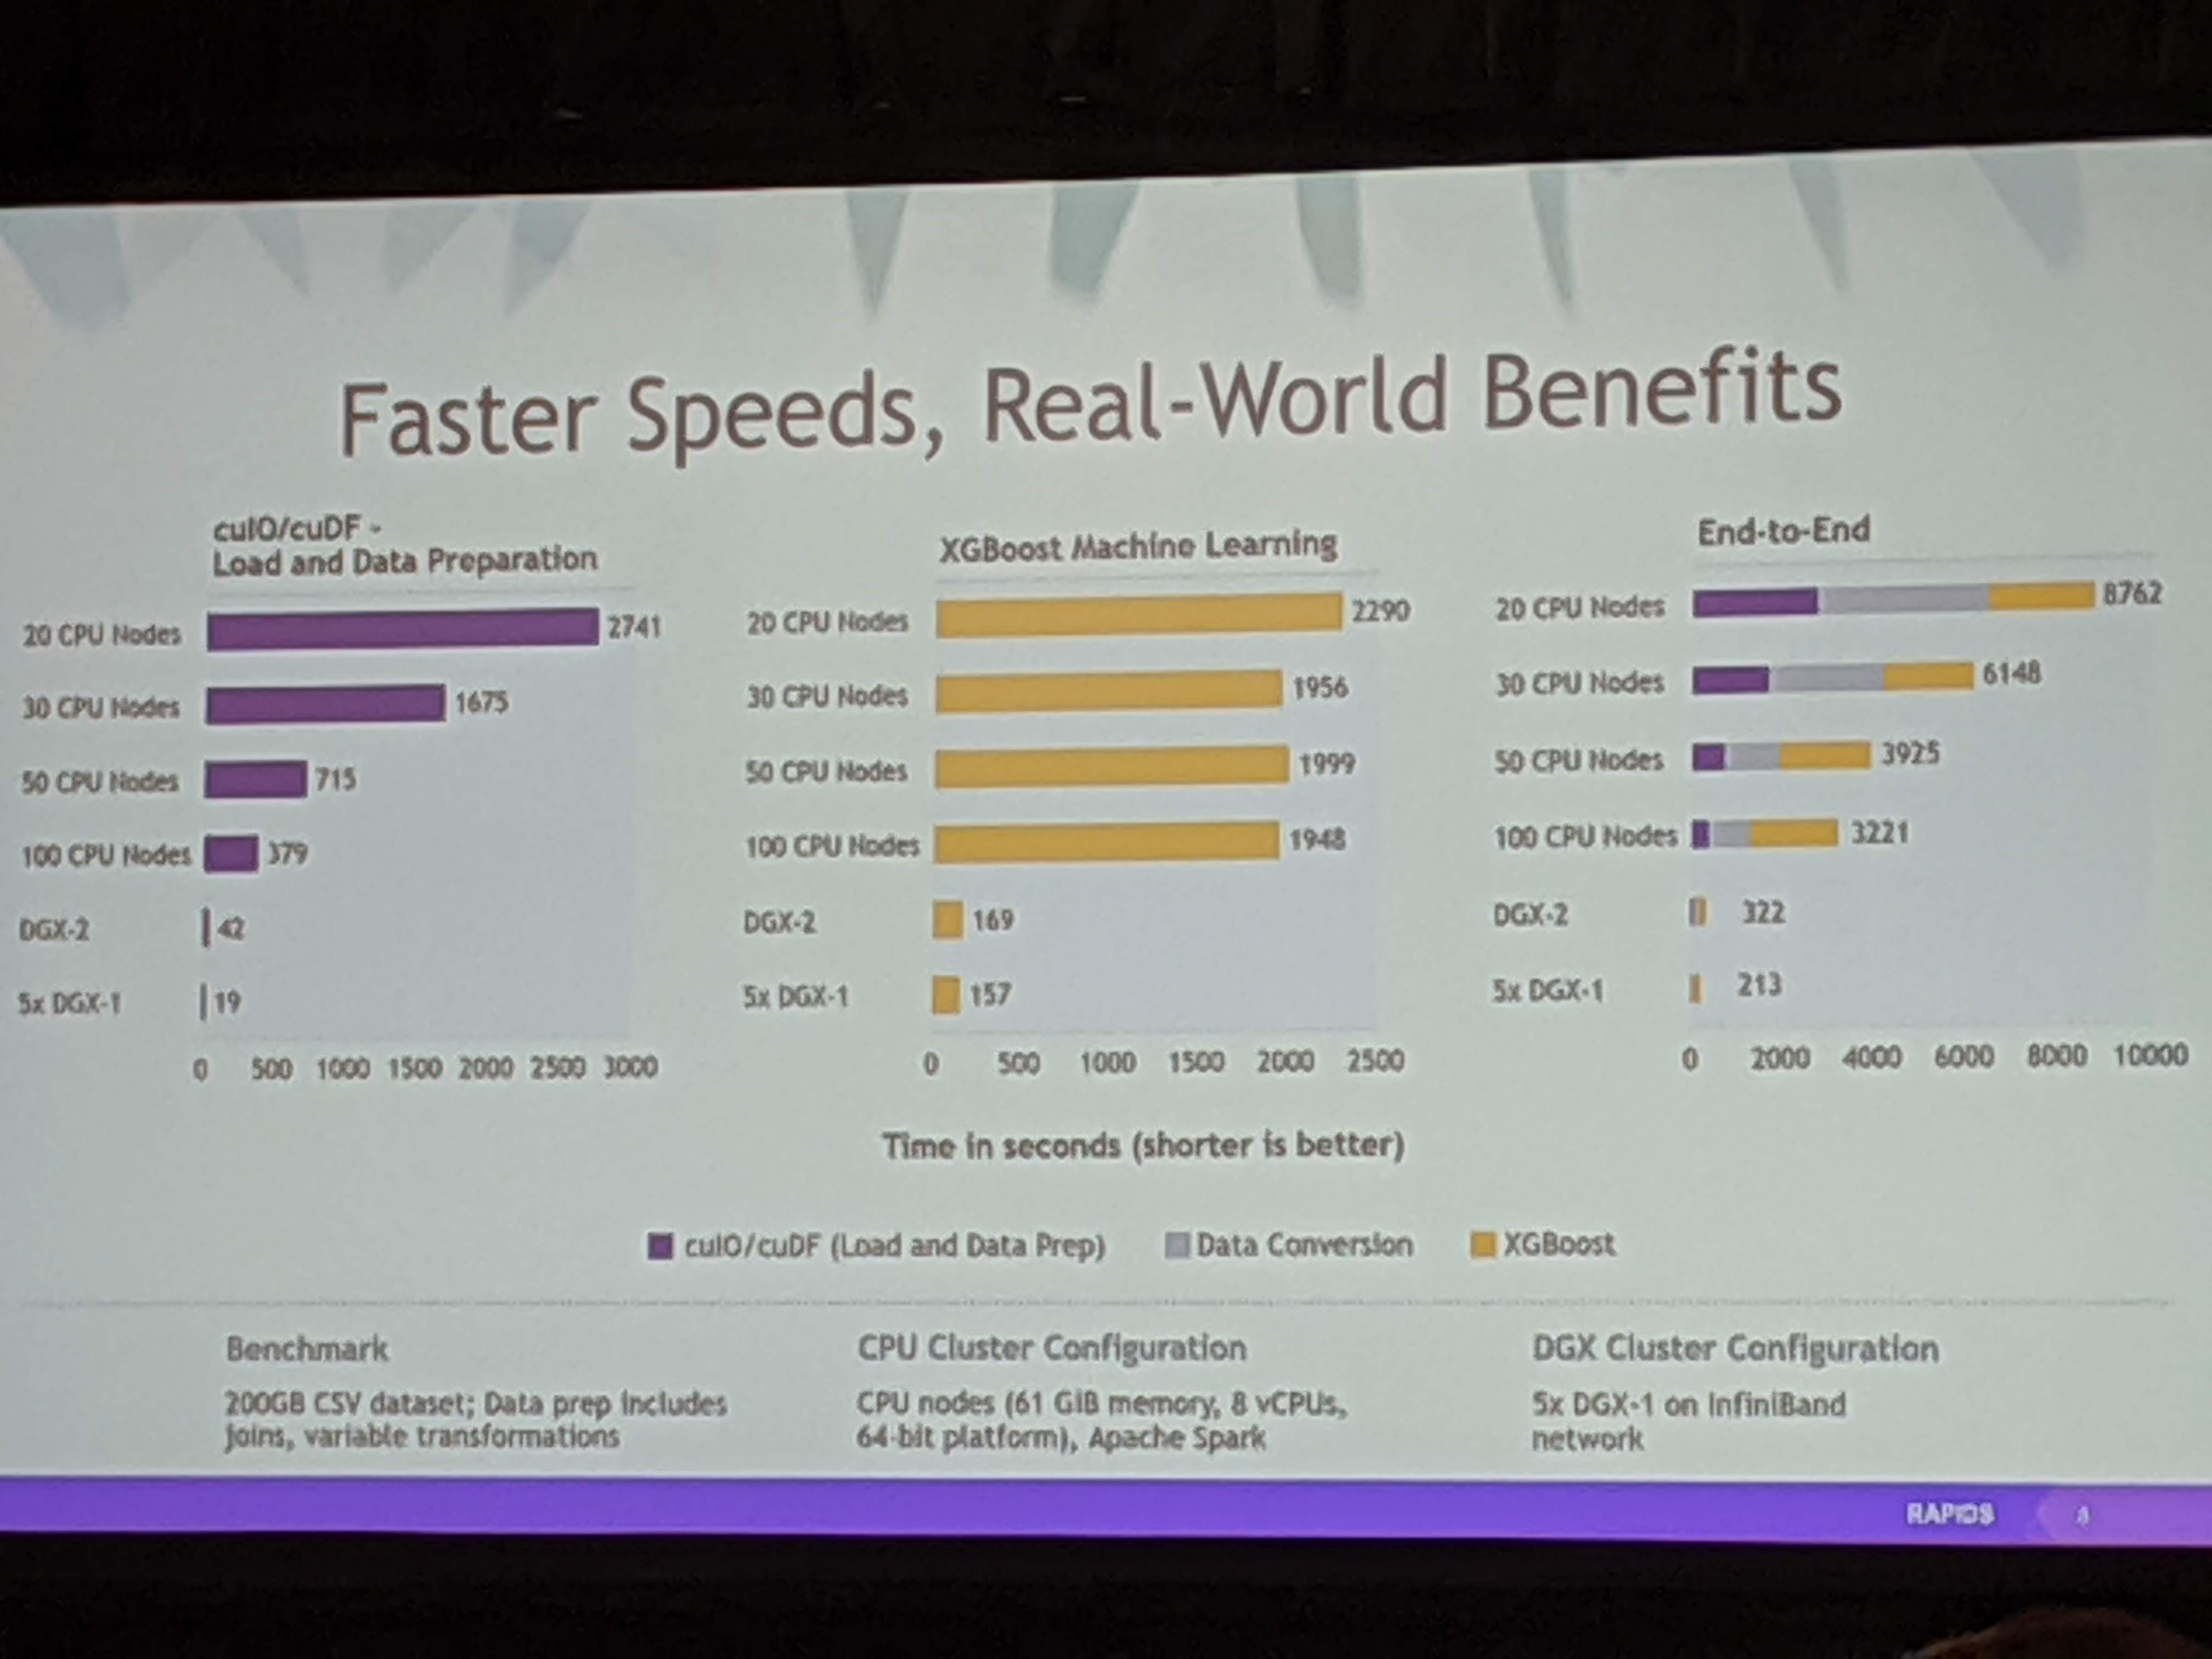 Faster Speeds, Real-World Benefits
cuIO/cuDF -
Load and Data Preparation
20 CPU Nodes 2741
30 CPU Nodes 1675
50 CPU Nodes 715
100 CPU Nodes 379
DGX-2 42
5x DGX-1 19
0 500 1000 1500 2000 2500 3000
XGBoost Machine Learning
20 CPU Nodes 2290
30 CPU Nodes 1956
50 CPU Nodes 1999
100 CPU Nodes 1948
DGX-2 169
5x DGX-1 157
0 500 1000 1500 2000 2500
End-to-End
20 CPU Nodes 8762
30 CPU Nodes 6148
50 CPU Nodes 3925
100 CPU Nodes 3221
DGX-2 322
5x DGX-1 213
0 2000 4000 6000 8000 10000
Time in seconds (shorter is better)
cuIO/cuDF (Load and Data Prep) Data Conversion XGBoost
Benchmark
200GB CSV dataset; Data prep includes
joins, variable transformations
CPU Cluster Configuration
CPU nodes (61 GiB memory, 8 vCPUs,
64-bit platform), Apache Spark
DGX Cluster Configuration
5x DGX-1 on InfiniBand
network
RAPIDS